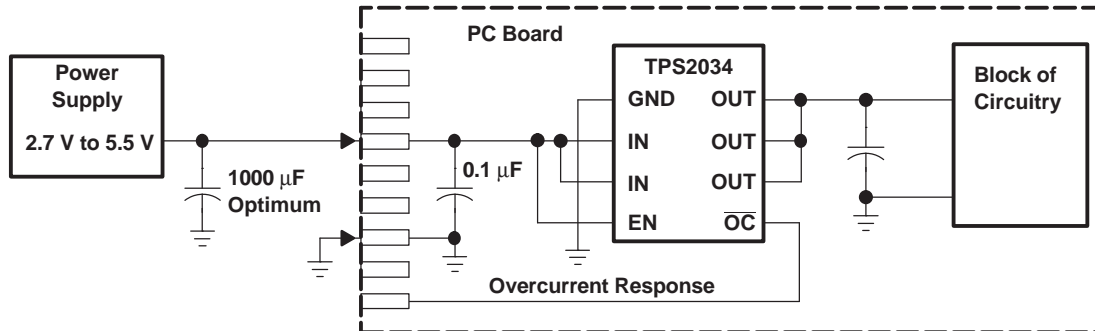 PC Board
Power
Supply
2.7 V to 5.5 V
1000 μF
Optimum
0.1 μF
TPS2034
GND OUT
IN OUT
IN OUT
EN O̅C̅
Block of
Circuitry
Overcurrent Response